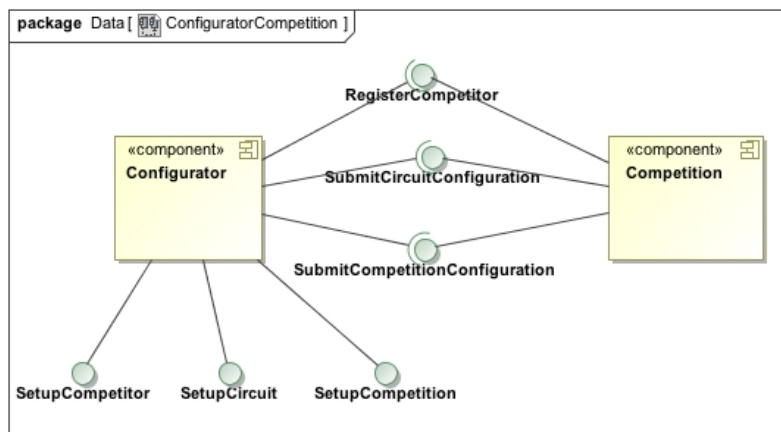 package Data [ ConfiguratorCompetition ]
RegisterCompetitor
«component»
Configurator
«component»
Competition
SubmitCircuitConfiguration
SubmitCompetitionConfiguration
SetupCompetitor
SetupCircuit
SetupCompetition